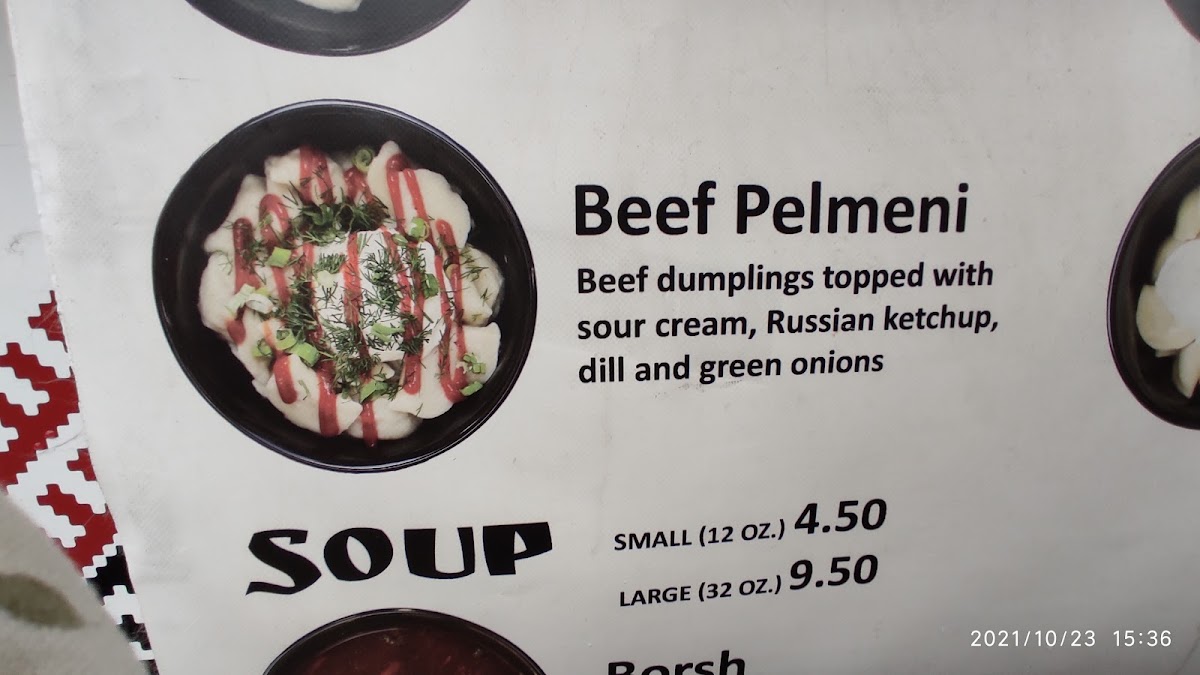 Beef Pelmeni
Beef dumplings topped with
sour cream, Russian ketchup,
dill and green onions
SOUP
SMALL (12 OZ.) 4.50
LARGE (32 OZ.) 9.50
Borsh
2021/10/23 15:36